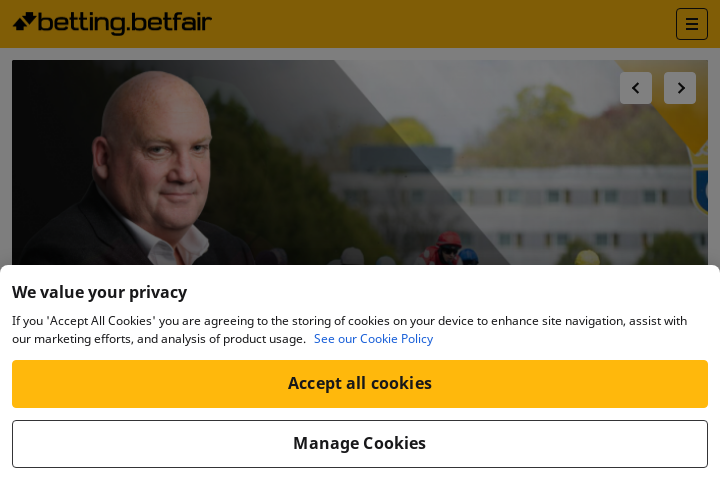 betting.betfair
We value your privacy
If you 'Accept All Cookies' you are agreeing to the storing of cookies on your device to enhance site navigation, assist with
our marketing efforts, and analysis of product usage. See our Cookie Policy
Accept all cookies
Manage Cookies